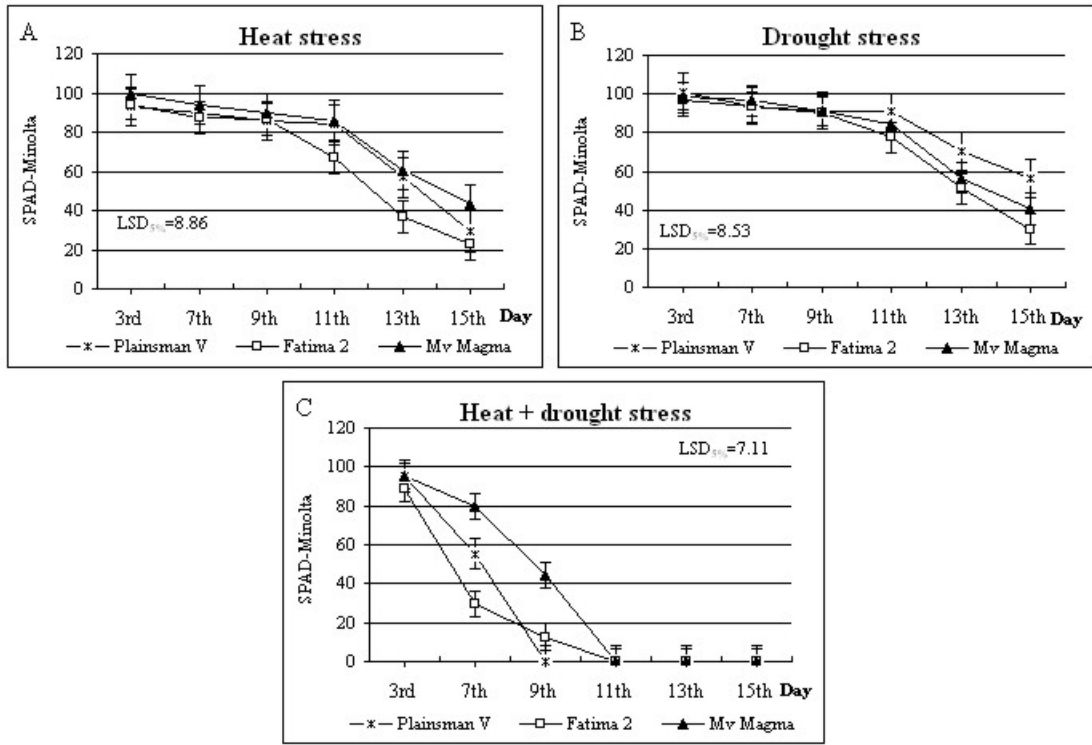 A
Heat stress
120
100
80
60
40
20
0
SPAD-Minolta
LSD5%=8.86
3rd 7th 9th 11th 13th 15th Day
Plainsman V Fatima 2 Mv Magma
B
Drought stress
120
100
80
60
40
20
0
SPAD-Minolta
LSD5%=8.53
3rd 7th 9th 11th 13th 15th Day
Plainsman V Fatima 2 Mv Magma
C
Heat + drought stress
120
100
80
60
40
20
0
SPAD-Minolta
LSD5%=7.11
3rd 7th 9th 11th 13th 15th Day
Plainsman V Fatima 2 Mv Magma